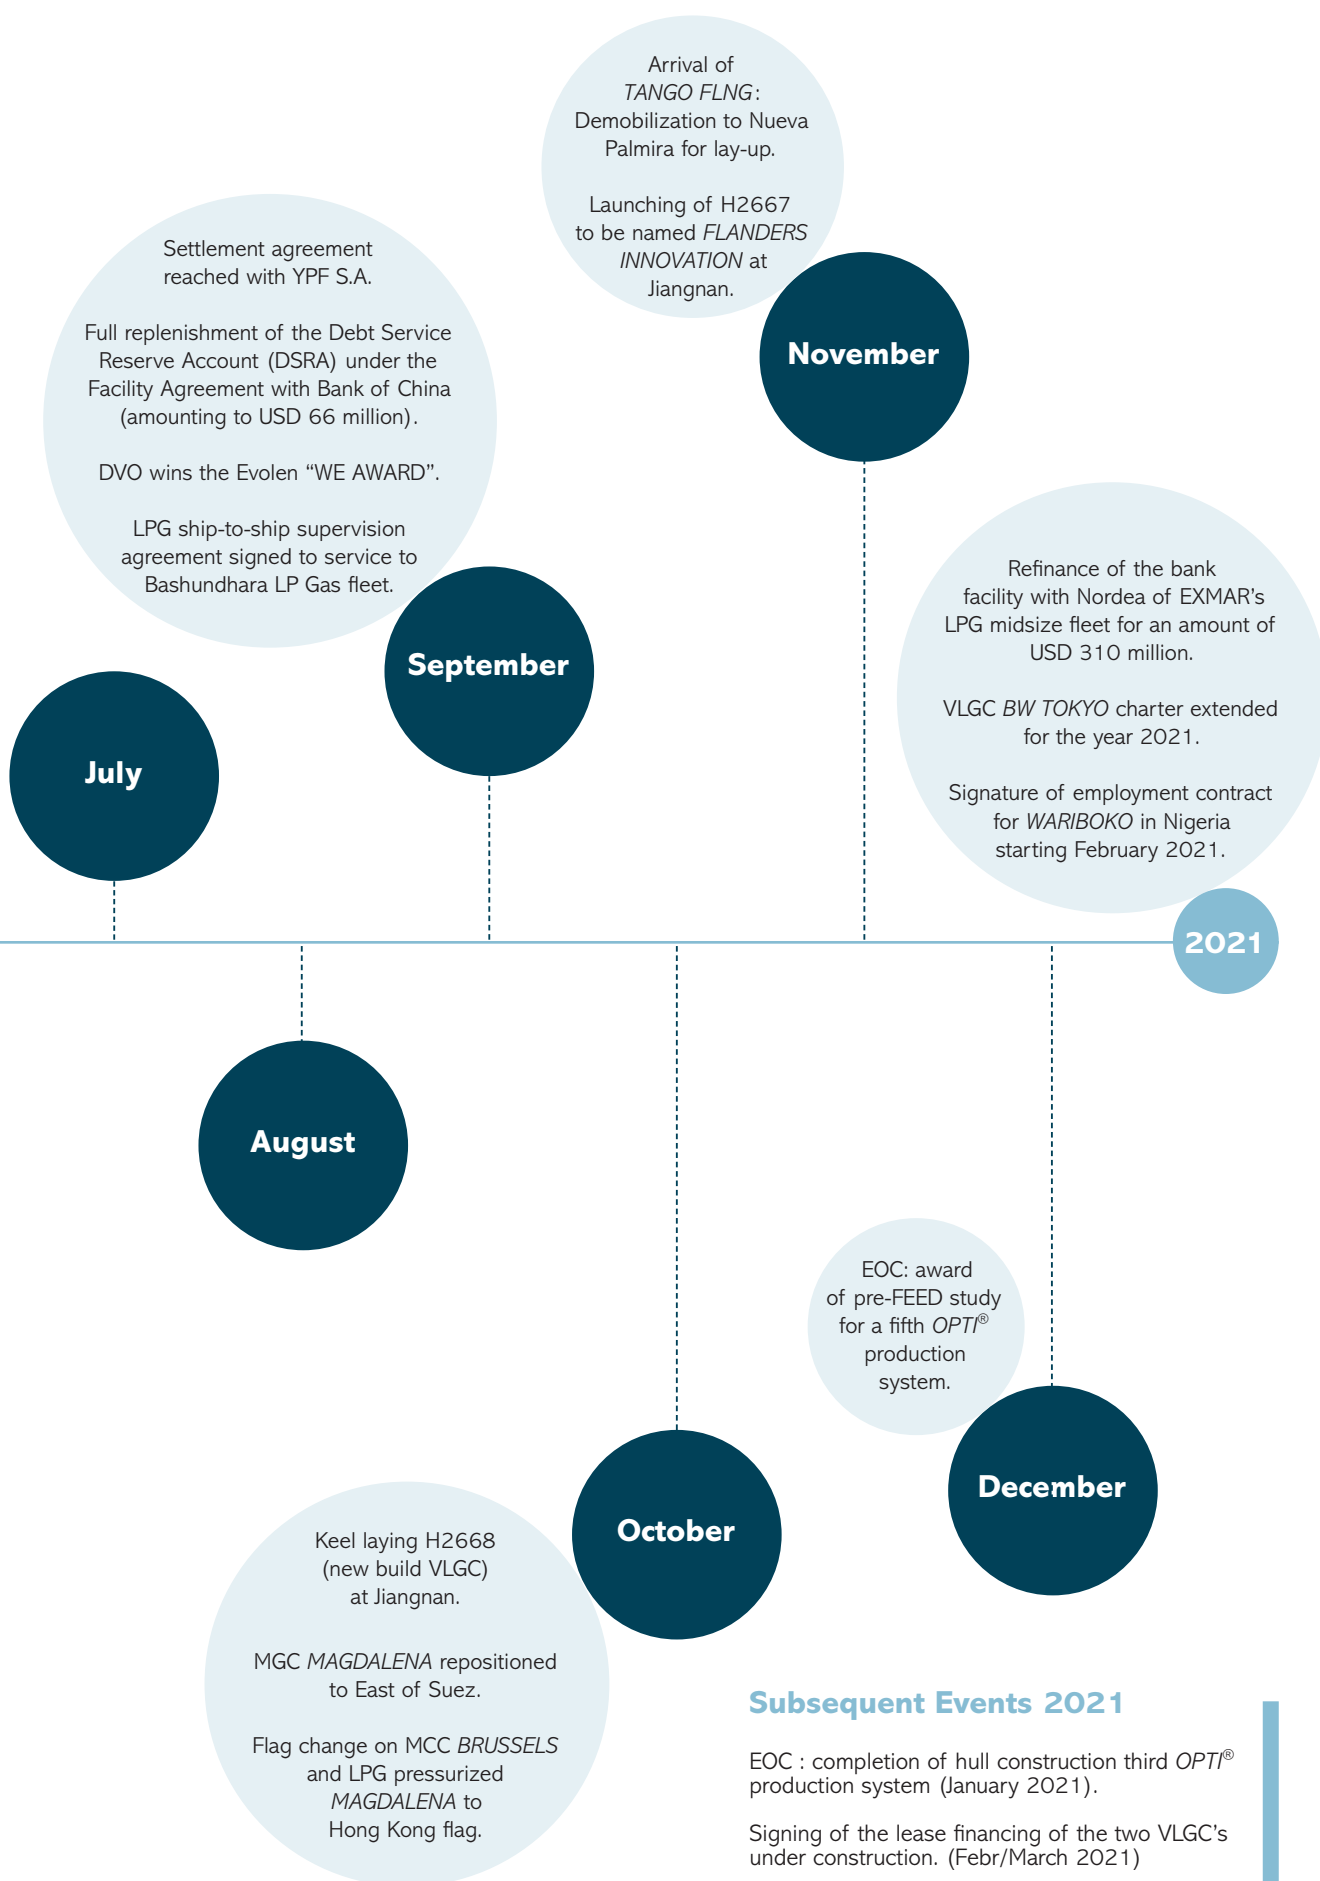 Arrival of
TANGO FLNG:
Demobilization to Nueva
Palmira for lay-up.
Launching of H2667
to be named FLANDERS
INNOVATION at
Jiangnan.
November
Settlement agreement
reached with YPF S.A.
Full replenishment of the Debt Service
Reserve Account (DSRA) under the
Facility Agreement with Bank of China
(amounting to USD 66 million).
DVO wins the Evolen “WE AWARD”.
LPG ship-to-ship supervision
agreement signed to service to
Bashundhara LP Gas fleet.
September
July
Refinance of the bank
facility with Nordea of EXMAR’s
LPG midsize fleet for an amount of
USD 310 million.
VLGC BW TOKYO charter extended
for the year 2021.
Signature of employment contract
for WARIBOKO in Nigeria
starting February 2021.
2021
August
EOC: award
of pre-FEED study
for a fifth OPTI®
production
system.
December
October
Keel laying H2668
(new build VLGC)
at Jiangnan.
MGC MAGDALENA repositioned
to East of Suez.
Flag change on MCC BRUSSELS
and LPG pressurized
MAGDALENA to
Hong Kong flag.
Subsequent Events 2021
EOC : completion of hull construction third OPTI®
production system (January 2021).
Signing of the lease financing of the two VLGC’s
under construction. (Febr/March 2021)